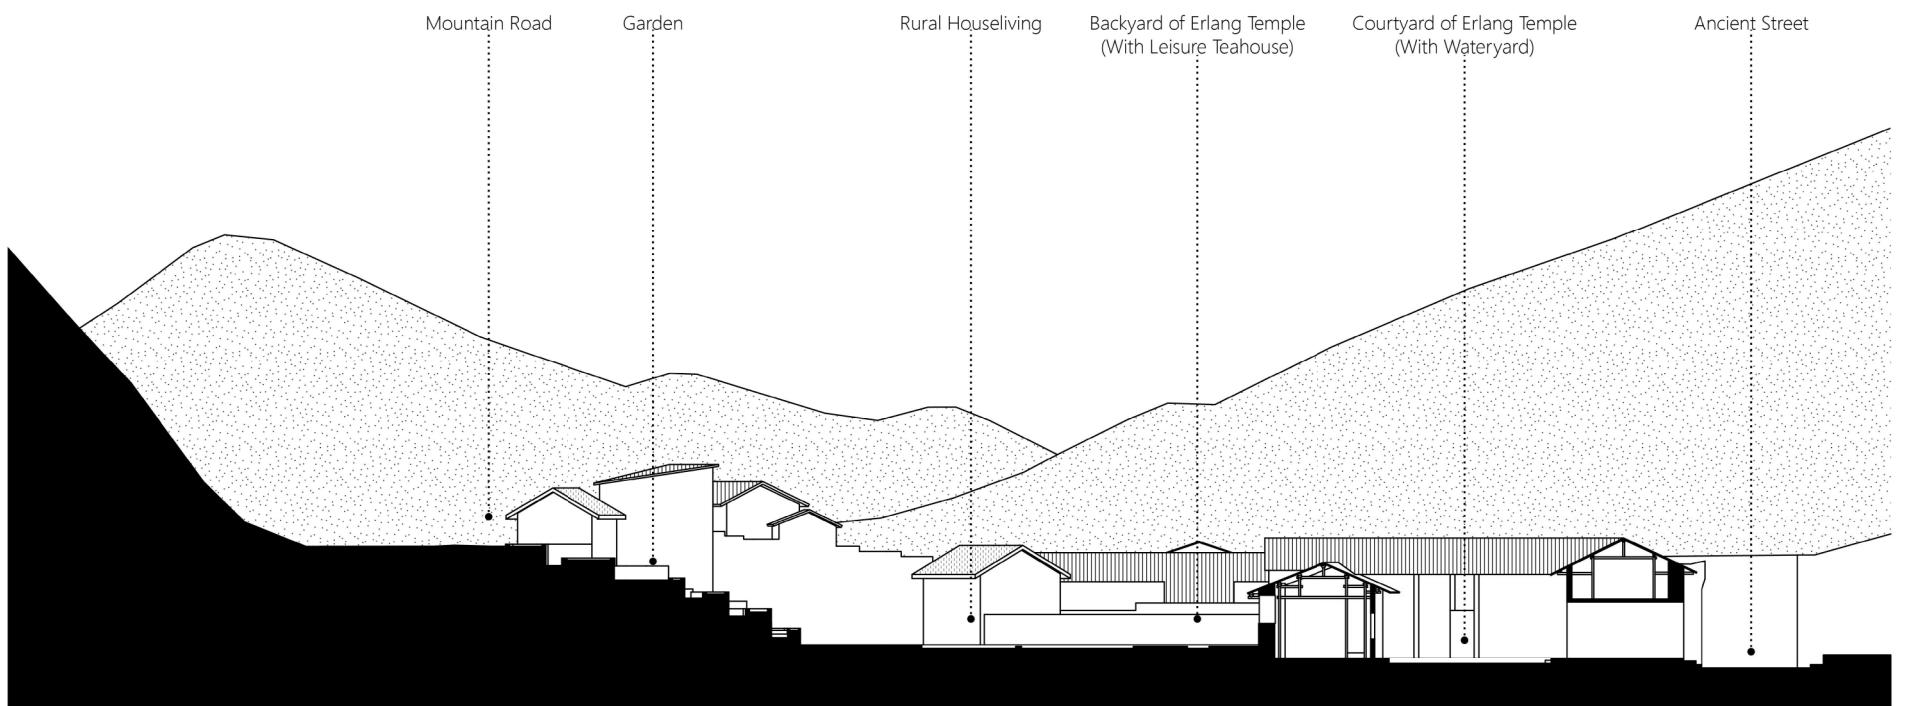 Mountain Road
Garden
Rural Houseliving
Backyard of Erlang Temple
(With Leisure Teahouse)
Courtyard of Erlang Temple
(With Wateryard)
Ancient Street